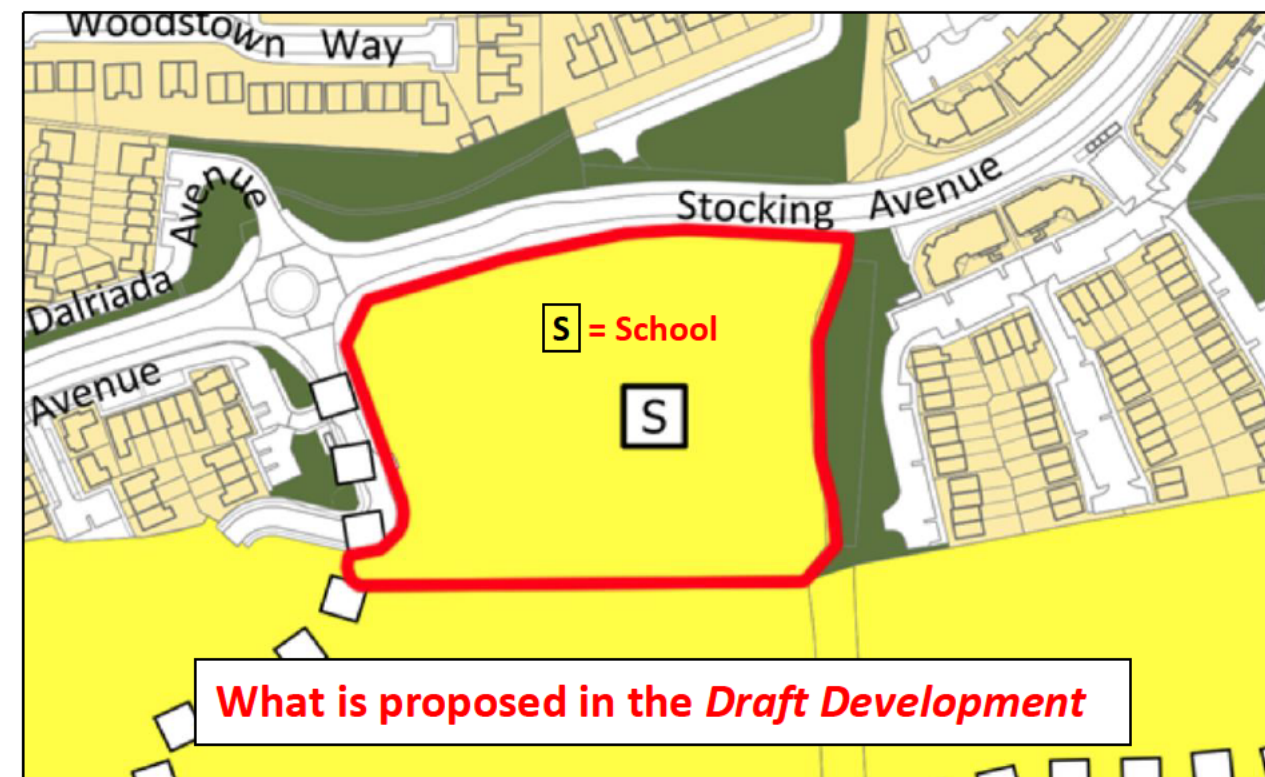 Woodstown Way
Avenue
Stocking Avenue
Dalriada
S = School
Avenue
S
What is proposed in the Draft Development